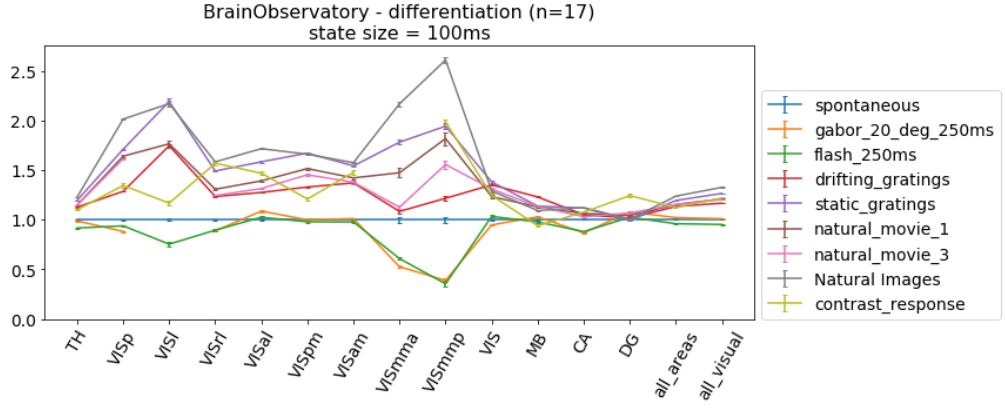 BrainObservatory - differentiation (n=17)
state size = 100ms
2.5
2.0
1.5
1.0
0.5
0.0
TH
VISp
VISl
VISrl
VISal
VISpm
VISam
VISmma
VISmmp
VIS
MB
CA
DG
all_areas
all_visual
spontaneous
gabor_20_deg_250ms
flash_250ms
drifting_gratings
static_gratings
natural_movie_1
natural_movie_3
Natural Images
contrast_response